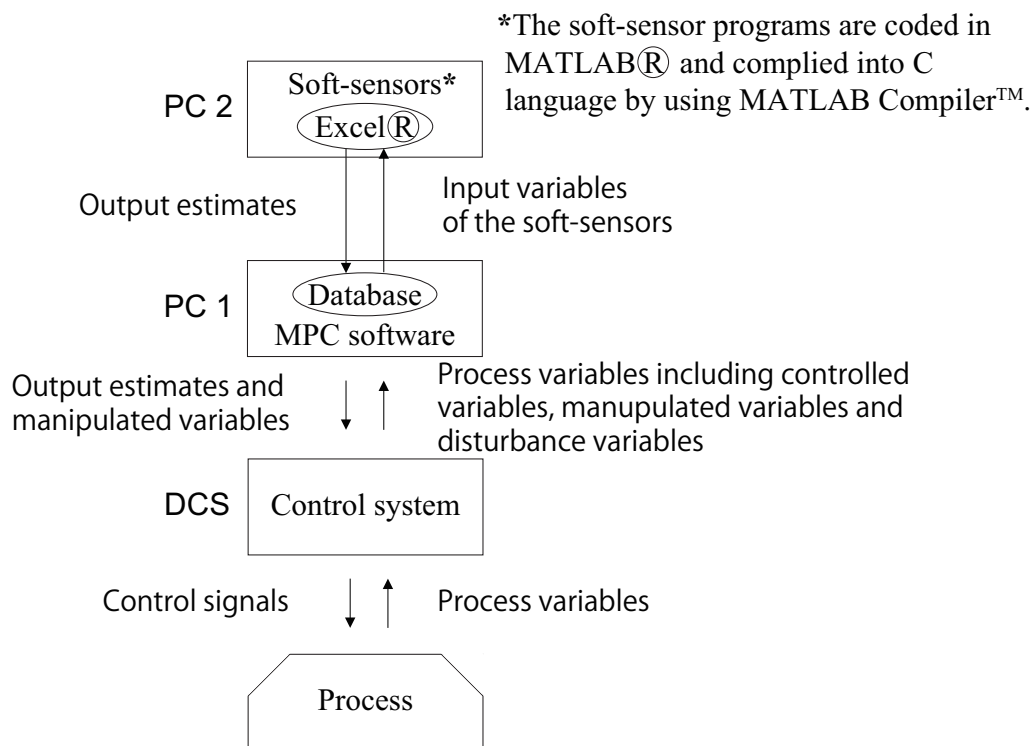 *The soft-sensor programs are coded in
MATLAB® and complied into C
language by using MATLAB Compiler™.
PC 2
Soft-sensors*
Excel®
Output estimates
Input variables
of the soft-sensors
PC 1
Database
MPC software
Output estimates and
manipulated variables
Process variables including controlled
variables, manupulated variables and
disturbance variables
DCS
Control system
Control signals
Process variables
Process